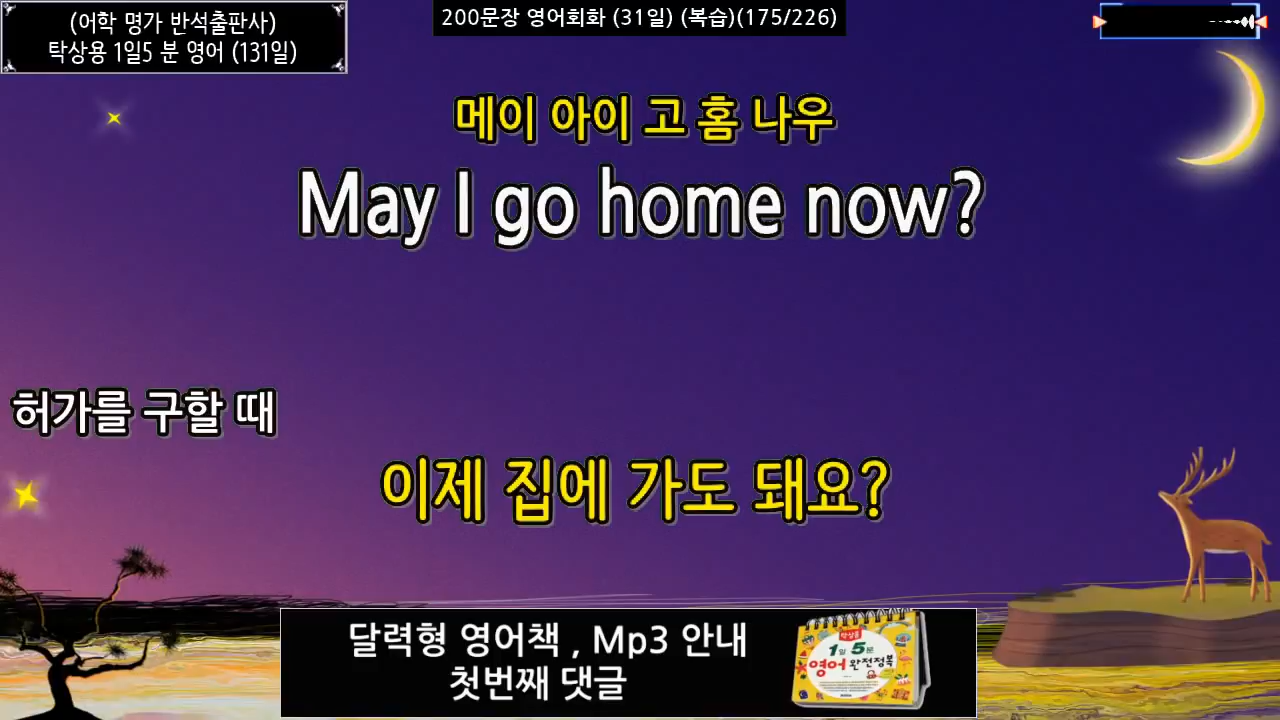 (어학 명가 반석출판사)
탁상용 1일5 분 영어 (131일)
200문장 영어회화 (31일) (복습)(175/226)
메이 아이 고 홈 나우
May I go home now?
허가를 구할 때
이제 집에 가도 돼요?
달력형 영어책 , Mp3 안내
첫번째 댓글
탁상용
1일 5분
영어 완전정복